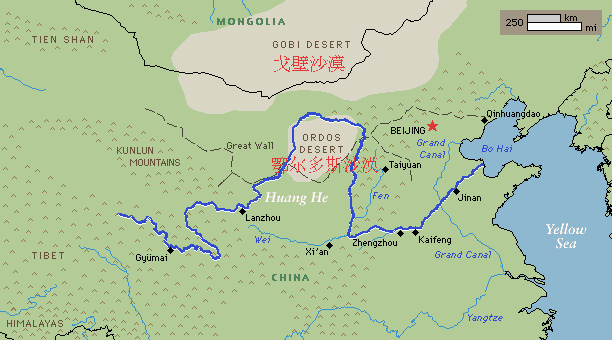 MONGOLIA
250 km
mi
TIEN SHAN
GOBI DESERT
戈壁沙漠
Qinhuangdao
BEIJING
ORDOS
DESERT
Great Wall
Grand
Canal
Bo Hai
KUNLUN
MOUNTAINS
鄂尔多斯沙漠
Taiyuan
Huang He
Fen
Jinan
Lanzhou
Yellow
Sea
Wei
Zhengzhou
Kaifeng
Xi'an
Grand Canal
TIBET
Gyümai
CHINA
HIMALAYAS
Yangtze